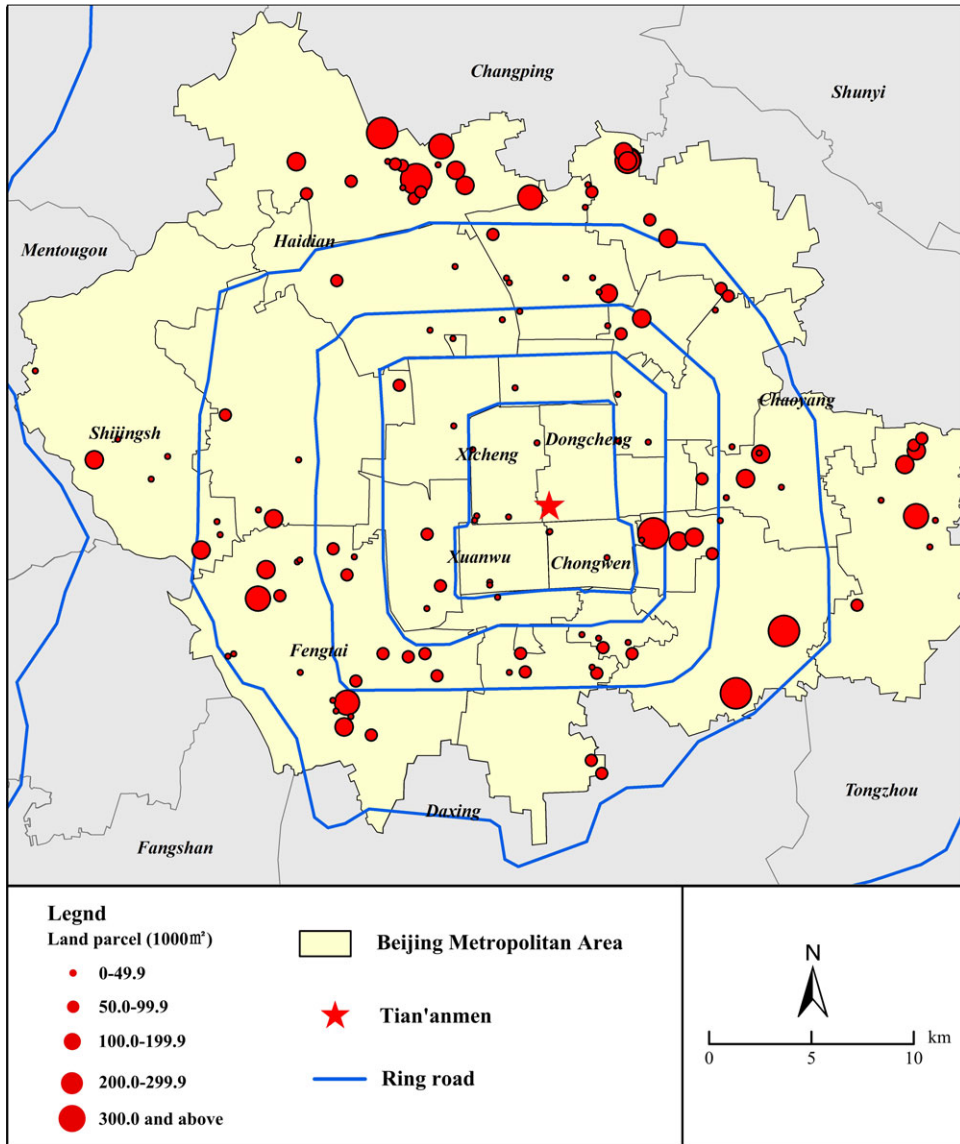 Changping
Shunyi
Mentougou
Haidian
Chaoyang
Shijingsh
Xicheng
Dongcheng
Xuanwu
Chongwen
Fengtai
Daxing
Tongzhou
Fangshan
Legnd
Land parcel (1000㎡)
0-49.9
50.0-99.9
100.0-199.9
200.0-299.9
300.0 and above
Beijing Metropolitan Area
Tian'anmen
Ring road
N
km
0 5 10